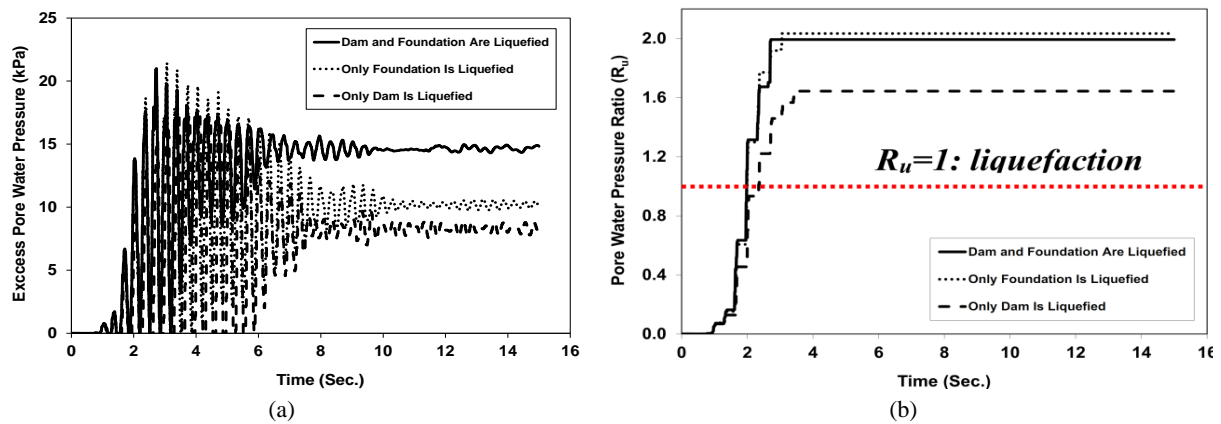 (a)
25
20
15
10
5
0
Exccess Pore Water Pressure (kPa)
Dam and Foundation Are Liquefied
Only Foundation Is Liquefied
Only Dam Is Liquefied
0 2 4 6 8 10 12 14 16
Time (Sec.)
(a)
(b)
2.0
1.6
1.2
0.8
0.4
0.0
Pore Water Pressure Ratio (Ru)
Ru=1: liquefaction
Dam and Foundation Are Liquefied
Only Foundation Is Liquefied
Only Dam Is Liquefied
0 2 4 6 8 10 12 14 16
Time (Sec.)
(b)